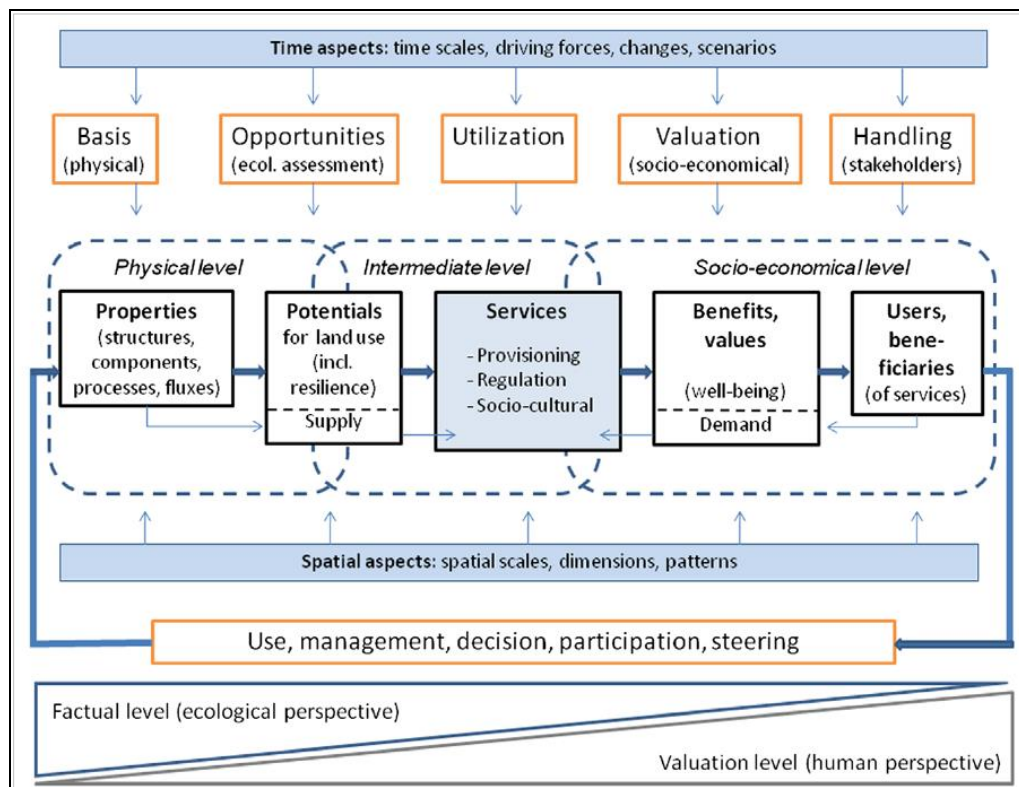 Time aspects: time scales, driving forces, changes, scenarios
Basis
(physical)
Opportunities
(ecol. assessment)
Utilization
Valuation
(socio-economical)
Handling
(stakeholders)
Physical level
Intermediate level
Socio-economical level
Properties
(structures,
components,
processes, fluxes)
Potentials
for land use
(incl.
resilience)
Supply
Services
- Provisioning
- Regulation
- Socio-cultural
Benefits,
values
(well-being)
Demand
Users,
bene-
ficiaries
(of services)
Spatial aspects: spatial scales, dimensions, patterns
Use, management, decision, participation, steering
Factual level (ecological perspective)
Valuation level (human perspective)